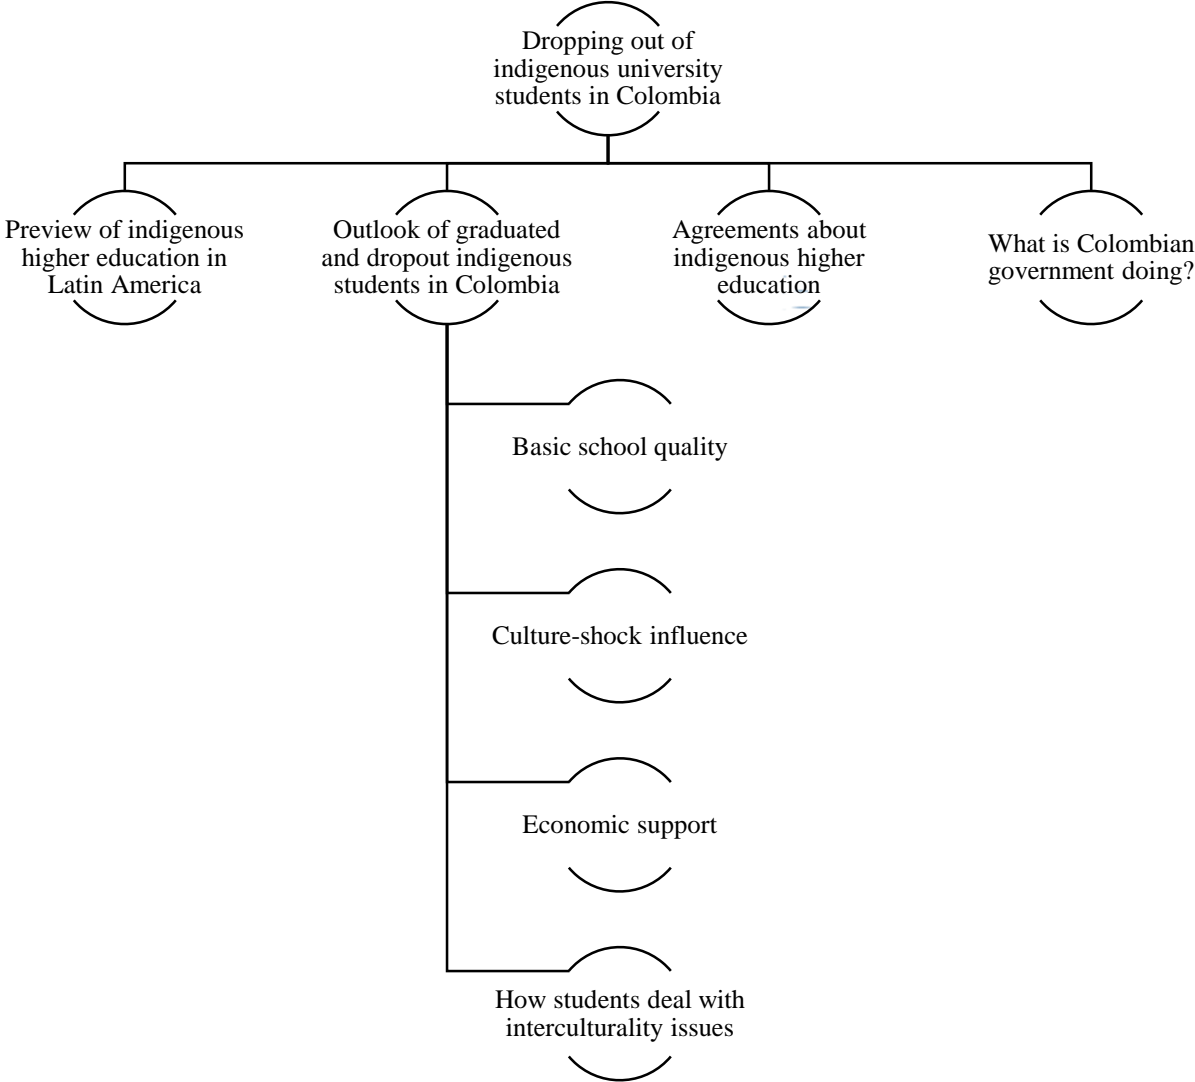 Dropping out of
indigenous university
students in Colombia
Preview of indigenous
higher education in
Latin America
Outlook of graduated
and dropout indigenous
students in Colombia
Agreements about
indigenous higher
education
What is Colombian
government doing?
Basic school quality
Culture-shock influence
Economic support
How students deal with
interculturality issues